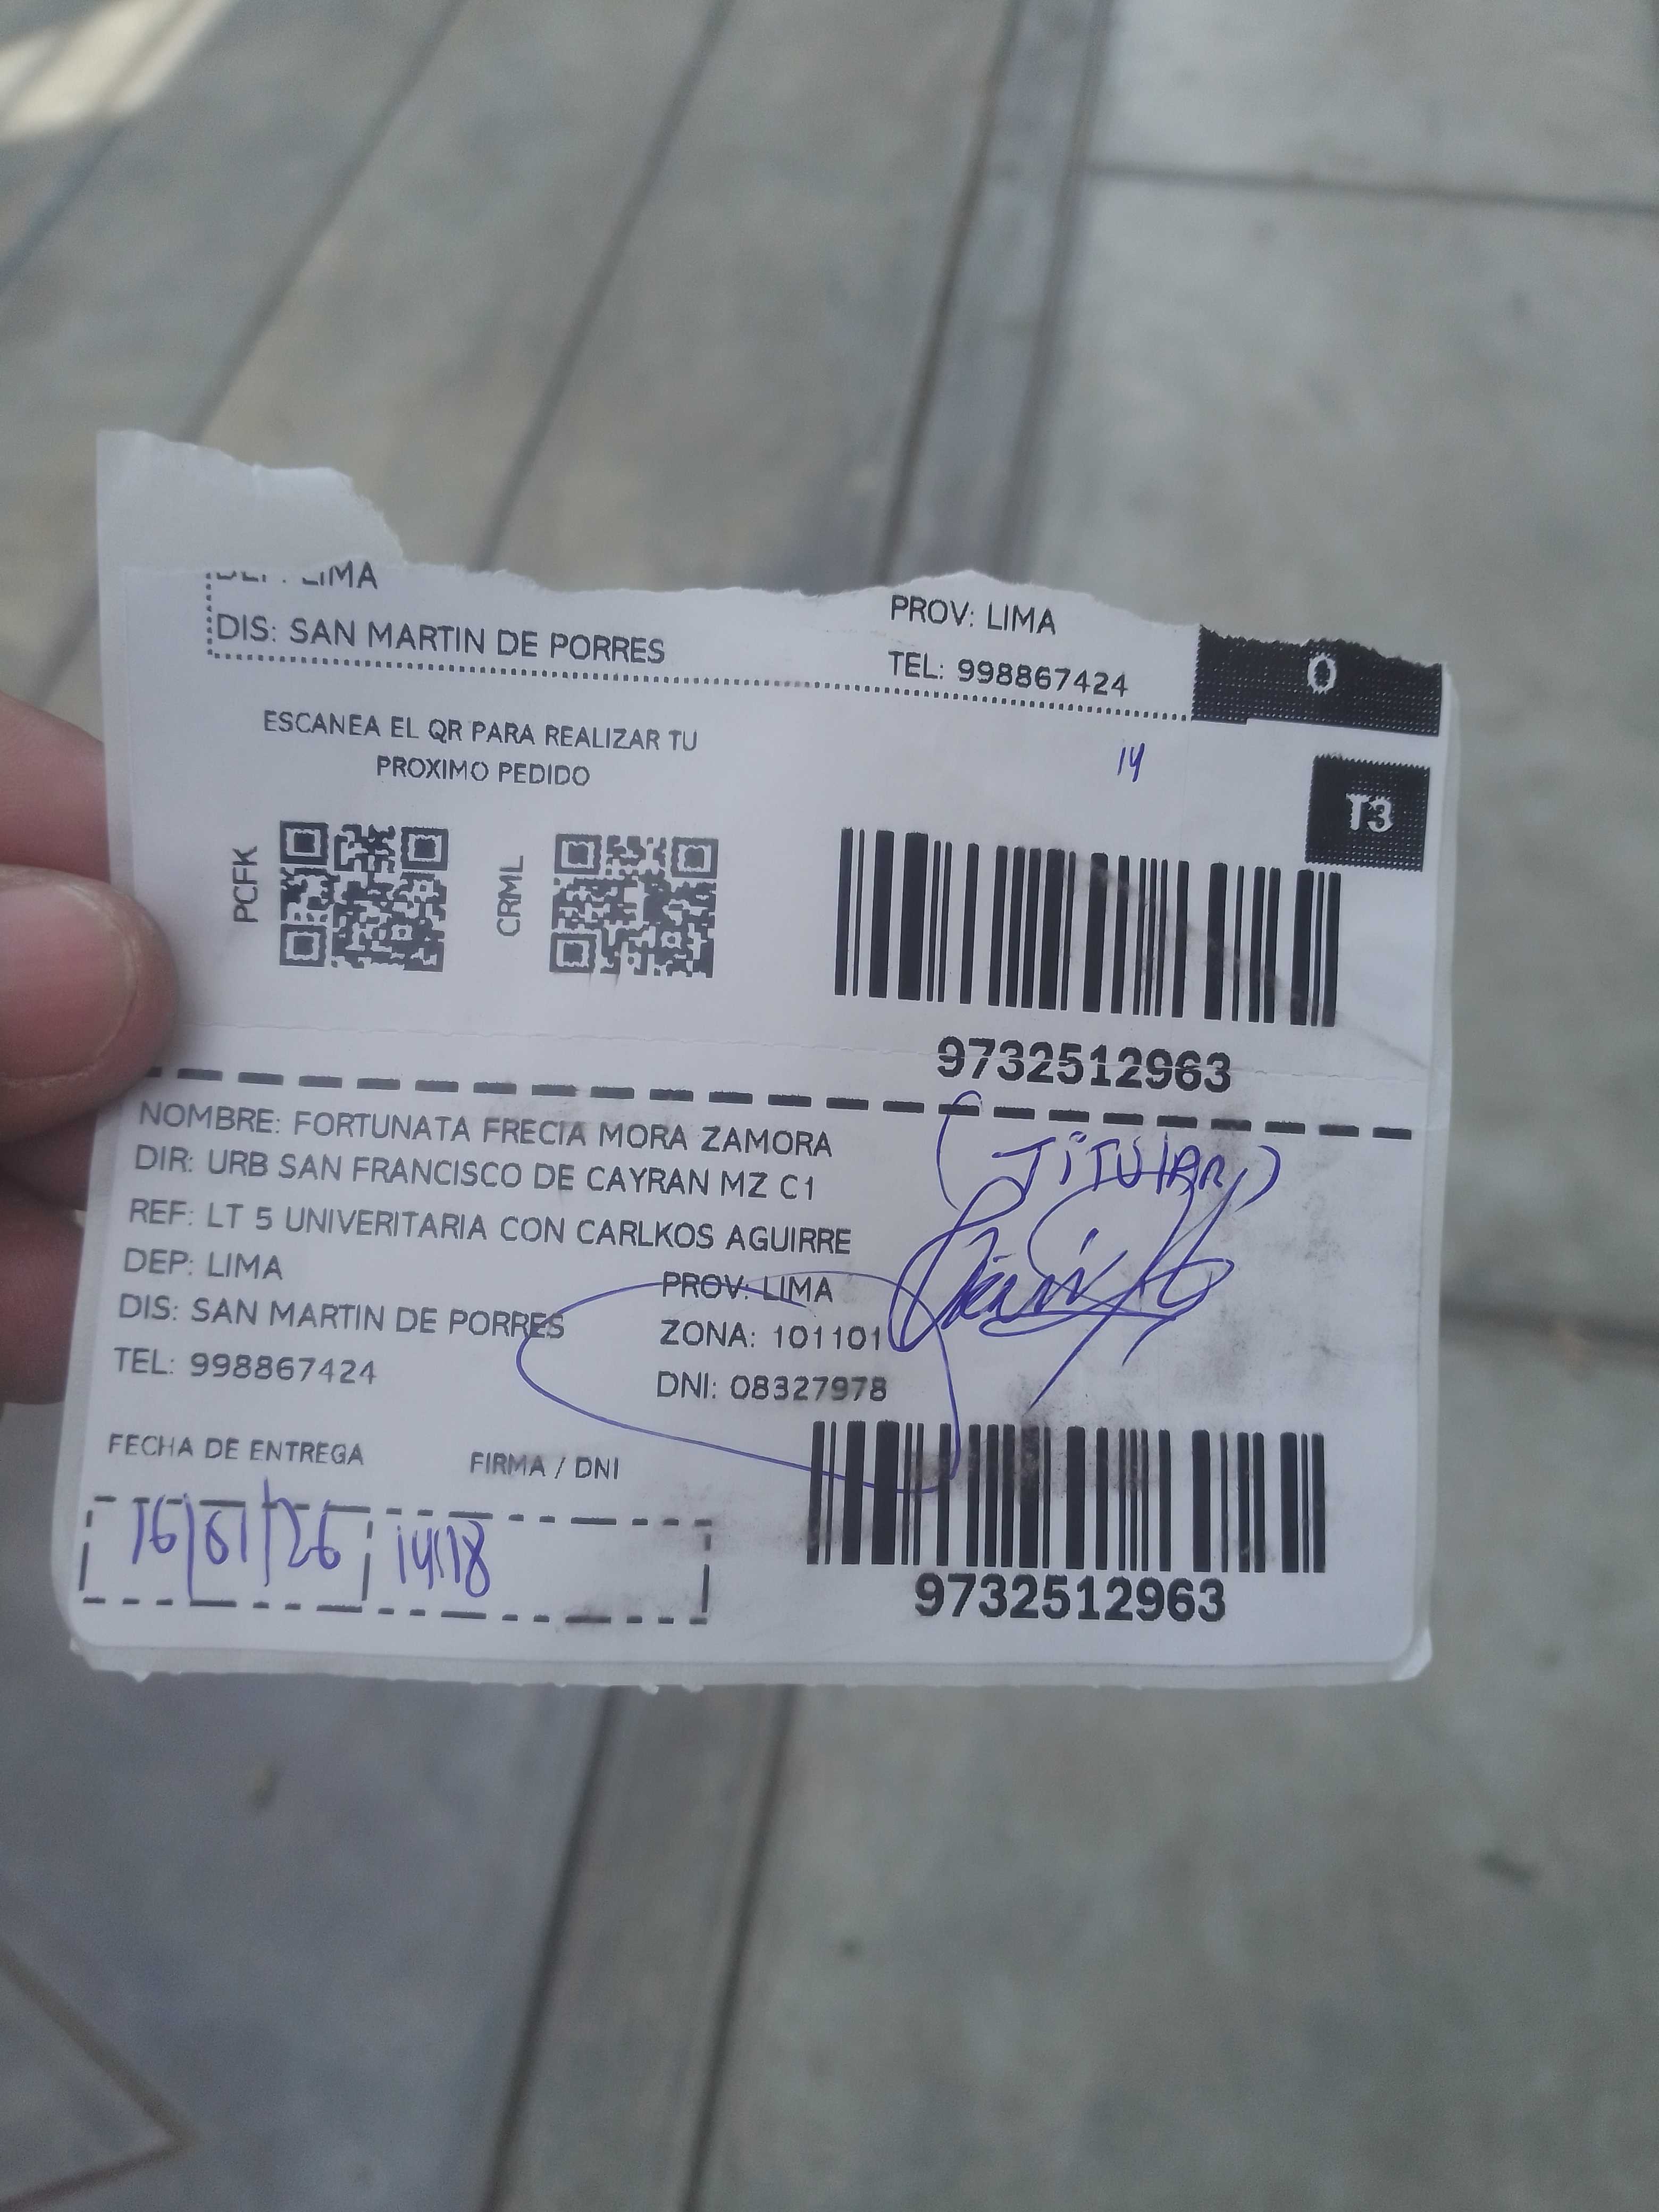 LIMA
PROV: LIMA
DIS: SAN MARTIN DE PORRES
TEL: 998867424
0
ESCANEA EL QR PARA REALIZAR TU
PROXIMO PEDIDO
14
T3
PCFK
CRML
9732512963
NOMBRE: FORTUNATA FRECIA MORA ZAMORA
(TITULAR)
DIR: URB SAN FRANCISCO DE CAYRAN MZ C1
REF: LT 5 UNIVERITARIA CON CARLKOS AGUIRRE
DEP: LIMA
PROV: LIMA
DIS: SAN MARTIN DE PORRES
ZONA: 101101
TEL: 998867424
DNI: 08327978
FECHA DE ENTREGA
FIRMA / DNI
16/01/26 14:18
9732512963